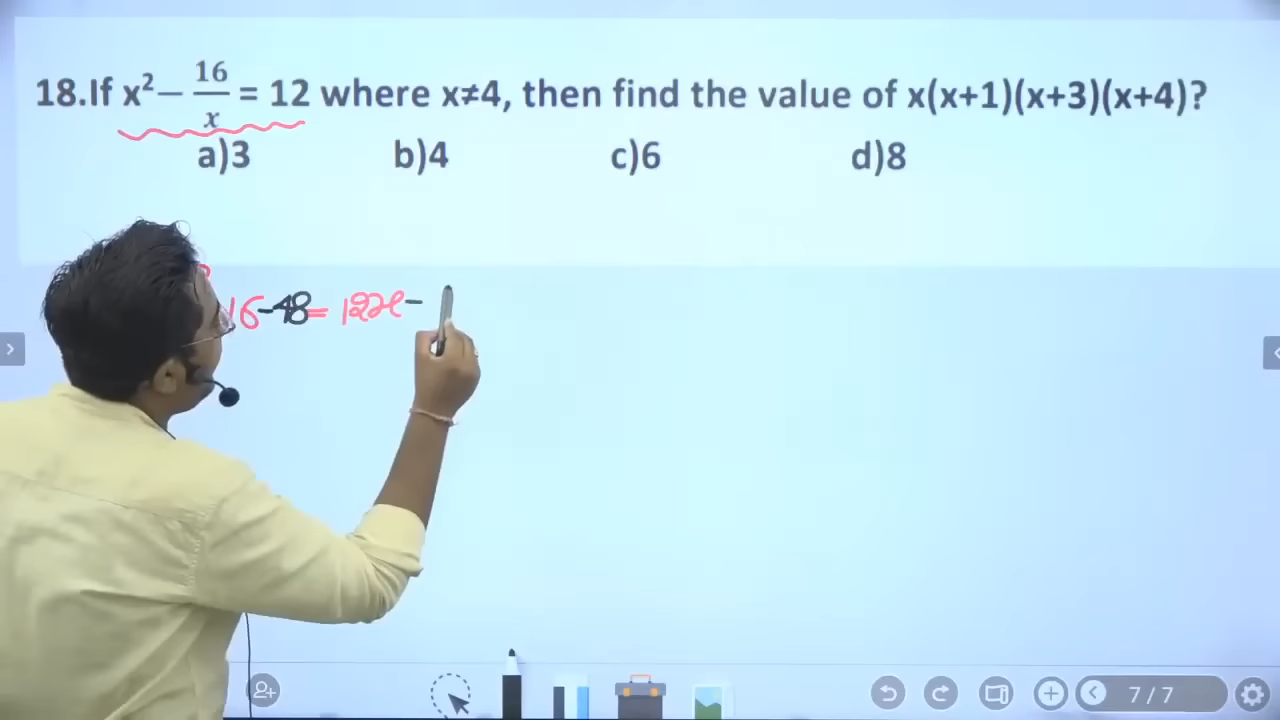 18.If x² – 16/x = 12 where x≠4, then find the value of x(x+1)(x+3)(x+4)?
a)3 b)4 c)6 d)8
16 -48 = 12x -
7 / 7